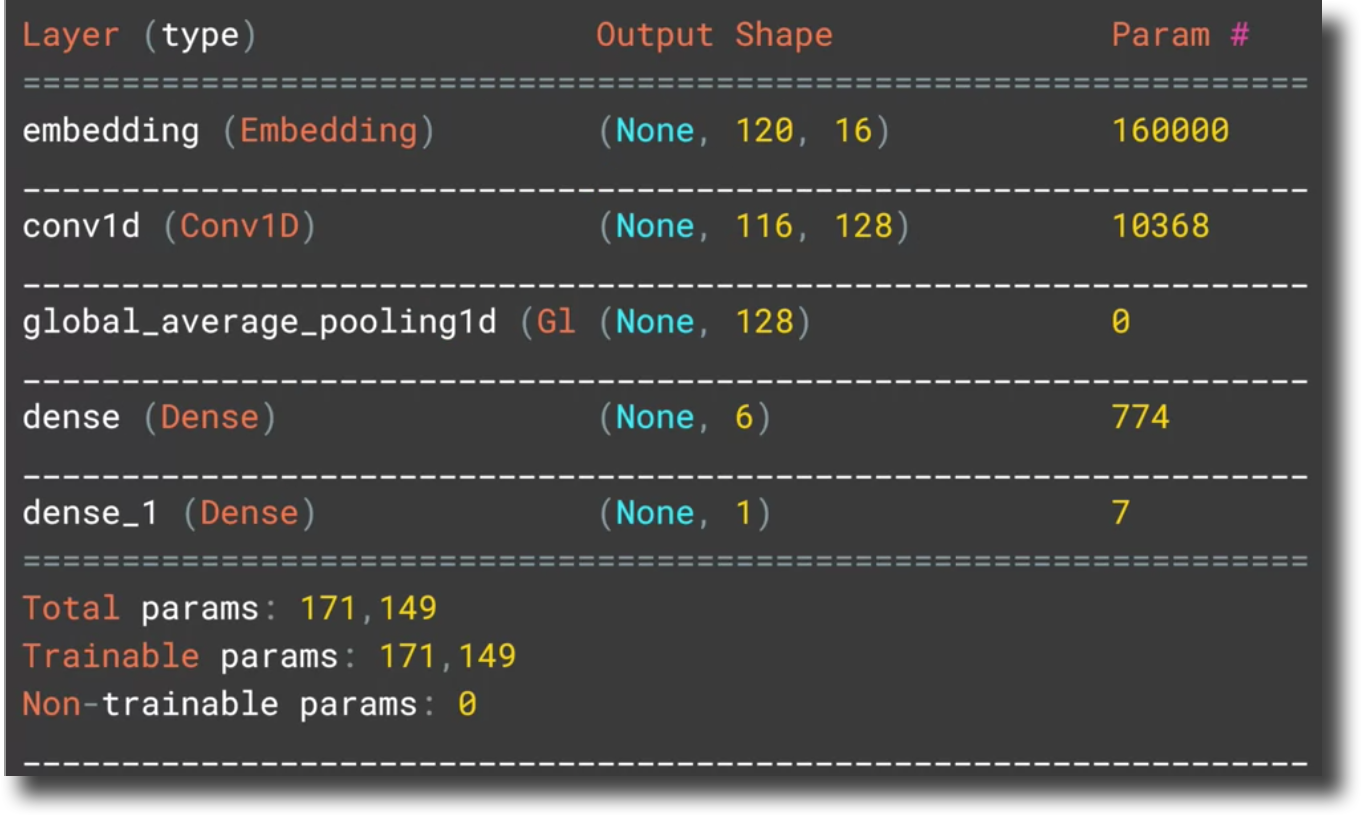 Layer (type) Output Shape Param #
=================================================================
embedding (Embedding) (None, 120, 16) 160000
_________________________________________________________________
conv1d (Conv1D) (None, 116, 128) 10368
_________________________________________________________________
global_average_pooling1d (Gl (None, 128) 0
_________________________________________________________________
dense (Dense) (None, 6) 774
_________________________________________________________________
dense_1 (Dense) (None, 1) 7
=================================================================
Total params: 171,149
Trainable params: 171,149
Non-trainable params: 0
_________________________________________________________________